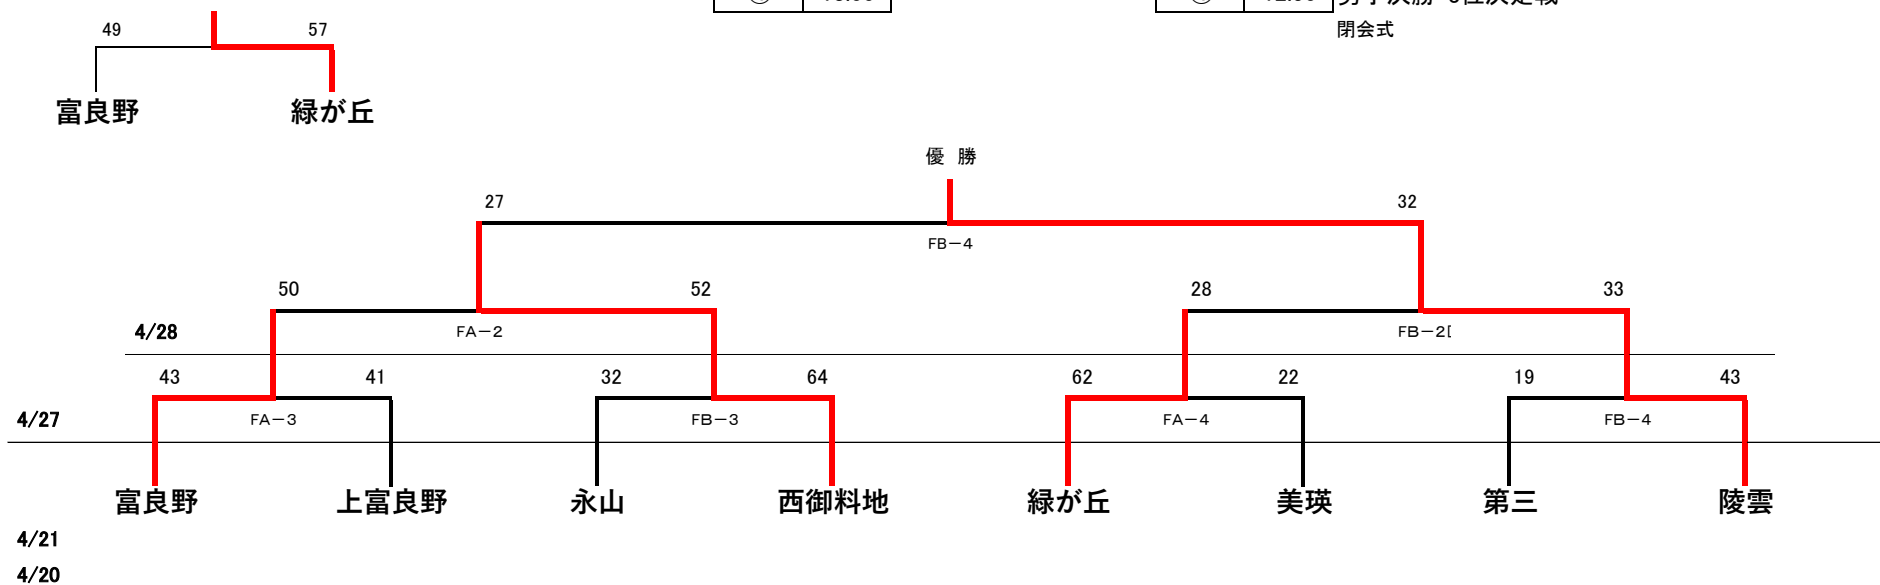 閉会式
49 57
富良野 緑が丘
優 勝
27 32
FB－4
50 52 28 33
4/28 FA－2 FB－2
43 41 32 64 62 22 19 43
4/27 FA－3 FB－3 FA－4 FB－4
富良野 上富良野 永山 西御料地 緑が丘 美瑛 第三 陵雲
4/21
4/20